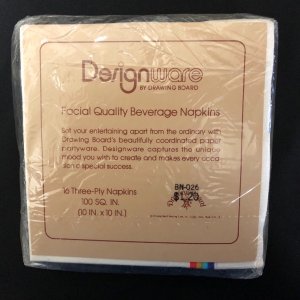 Designware
BY DRAWING BOARD
Facial Quality Beverage Napkins
Set your entertaining apart from the ordinary with
Drawing Board's beautifully coordinated paper
partyware. Designware captures the unique
mood you wish to create and makes every occa-
sion a special success.
16 Three-Ply Napkins
100 SQ. IN.
(10 IN. x 10 IN.)
BN-026
$1.20